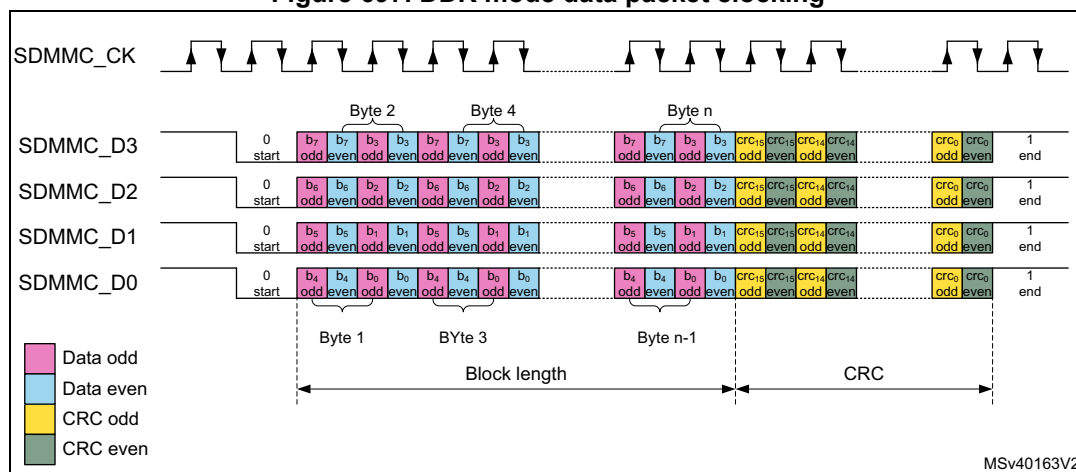 Figure DDR mode data packet clocking
SDMMC_CK
Byte 2 Byte 4 Byte n
SDMMC_D3 0 start b7 odd b7 even b3 odd b3 even b7 odd b7 even b3 odd b3 even b7 odd b7 even b3 odd b3 even crc15 odd crc15 even crc14 odd crc14 even crc0 odd crc0 even 1 end
SDMMC_D2 0 start b6 odd b6 even b2 odd b2 even b6 odd b6 even b2 odd b2 even b6 odd b6 even b2 odd b2 even crc15 odd crc15 even crc14 odd crc14 even crc0 odd crc0 even 1 end
SDMMC_D1 0 start b5 odd b5 even b1 odd b1 even b5 odd b5 even b1 odd b1 even b5 odd b5 even b1 odd b1 even crc15 odd crc15 even crc14 odd crc14 even crc0 odd crc0 even 1 end
SDMMC_D0 0 start b4 odd b4 even b0 odd b0 even b4 odd b4 even b0 odd b0 even b4 odd b4 even b0 odd b0 even crc15 odd crc15 even crc14 odd crc14 even crc0 odd crc0 even 1 end
Byte 1 BYte 3 Byte n-1
Data odd
Data even
CRC odd
CRC even
Block length CRC
MSv40163V2